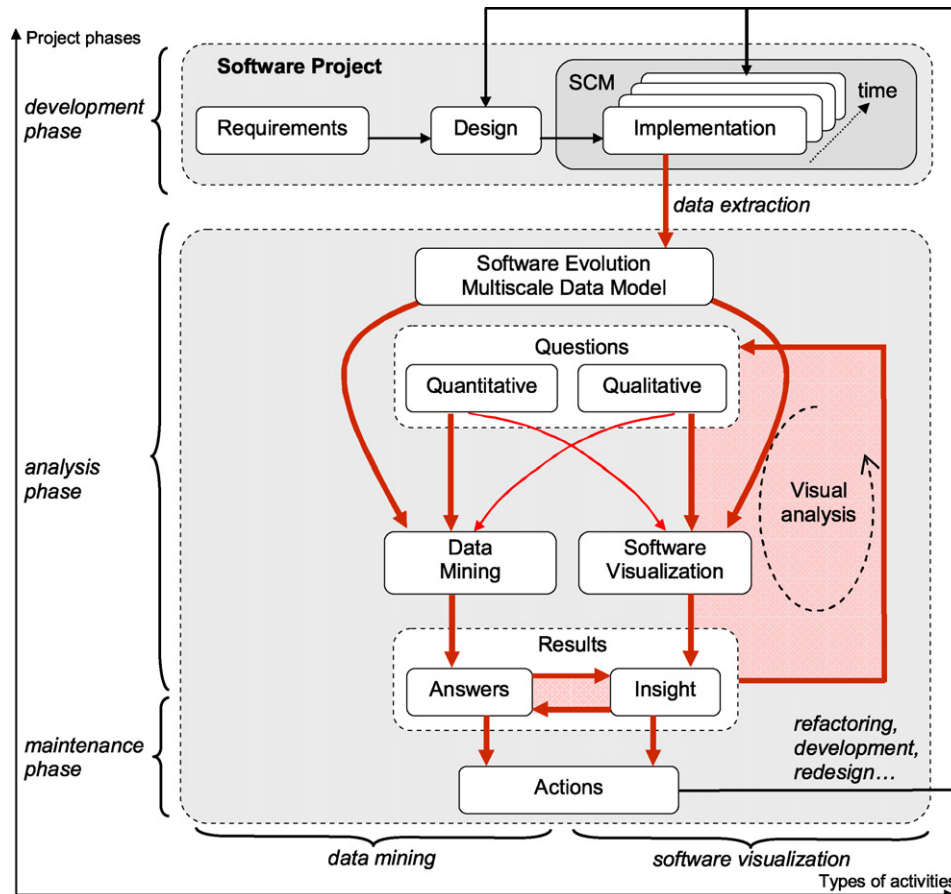 Project phases
development
phase
Software Project
SCM
time
Requirements
Design
Implementation
data extraction
analysis
phase
Software Evolution
Multiscale Data Model
Questions
Quantitative
Qualitative
Visual
analysis
Data
Mining
Software
Visualization
Results
Answers
Insight
maintenance
phase
refactoring,
development,
redesign…
Actions
data mining
software visualization
Types of activities